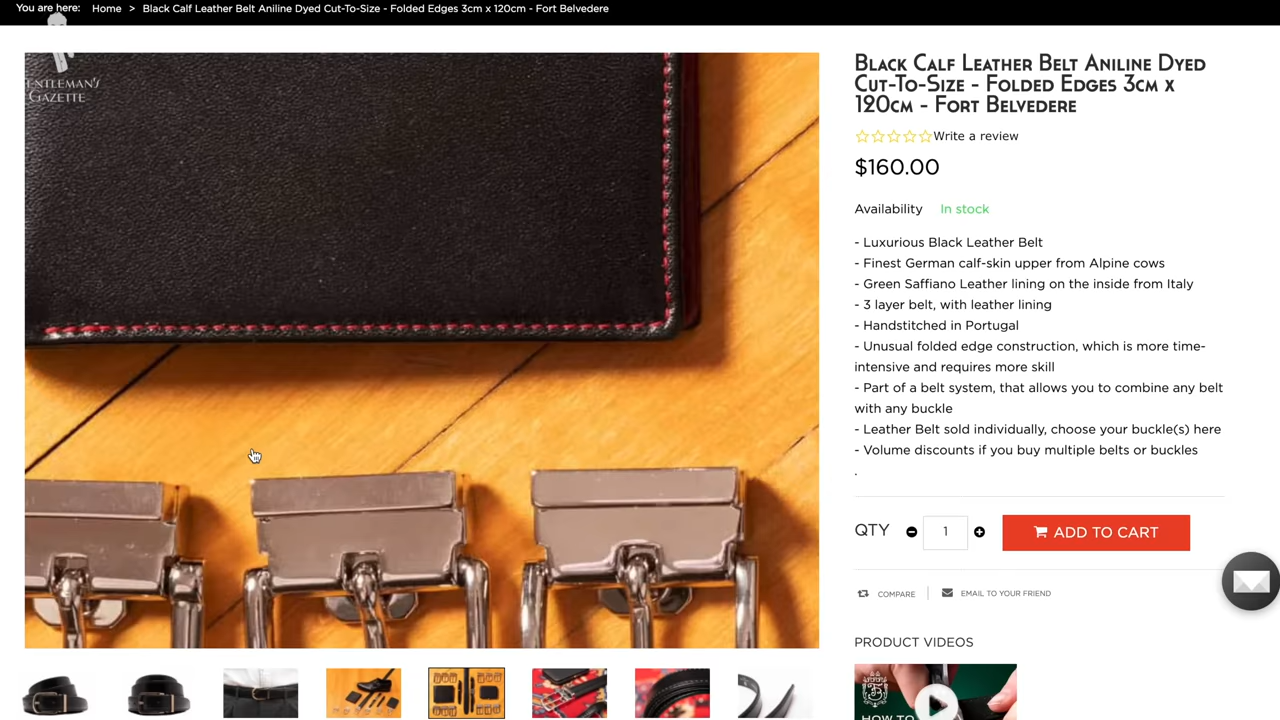 You are here: Home > Black Calf Leather Belt Aniline Dyed Cut-To-Size - Folded Edges 3cm x 120cm - Fort Belvedere
ENTLEMAN'S
GAZETTE
Black Calf Leather Belt Aniline Dyed
Cut-To-Size - Folded Edges 3cm x
120cm - Fort Belvedere
Write a review
$160.00
Availability In stock
- Luxurious Black Leather Belt
- Finest German calf-skin upper from Alpine cows
- Green Saffiano Leather lining on the inside from Italy
- 3 layer belt, with leather lining
- Handstitched in Portugal
- Unusual folded edge construction, which is more time-
intensive and requires more skill
- Part of a belt system, that allows you to combine any belt
with any buckle
- Leather Belt sold individually, choose your buckle(s) here
- Volume discounts if you buy multiple belts or buckles
.
QTY 1 ADD TO CART
COMPARE EMAIL TO YOUR FRIEND
PRODUCT VIDEOS
HOW TO